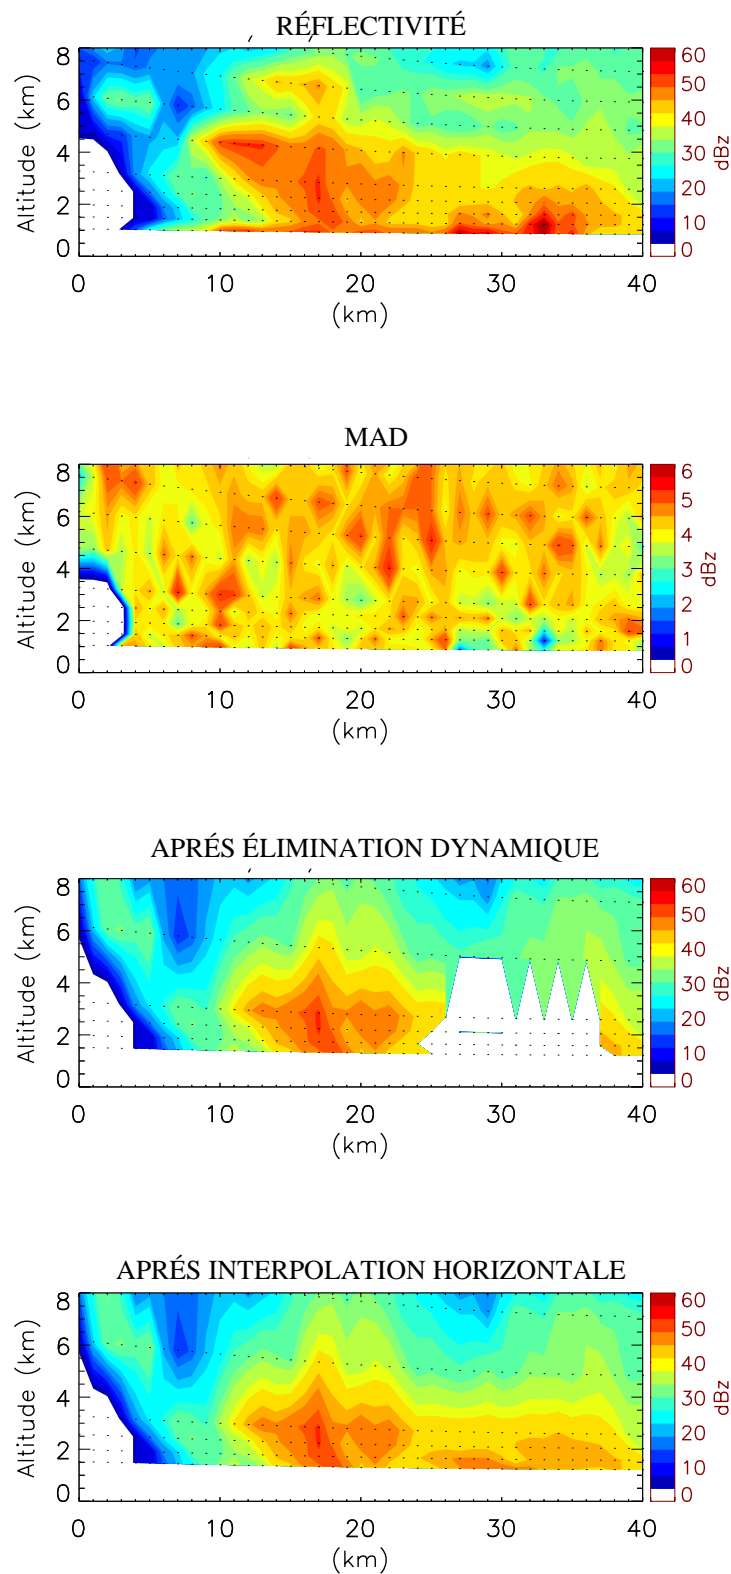 RÉFLECTIVITÉ
8
6
4
2
0
Altitude (km)
0 10 20 30 40
(km)
60
50
40
30
20
10
0
dBz
MAD
8
6
4
2
0
Altitude (km)
0 10 20 30 40
(km)
6
5
4
3
2
1
0
dBz
APRÉS ÉLIMINATION DYNAMIQUE
8
6
4
2
0
Altitude (km)
0 10 20 30 40
(km)
60
50
40
30
20
10
0
dBz
APRÉS INTERPOLATION HORIZONTALE
8
6
4
2
0
Altitude (km)
0 10 20 30 40
(km)
60
50
40
30
20
10
0
dBz